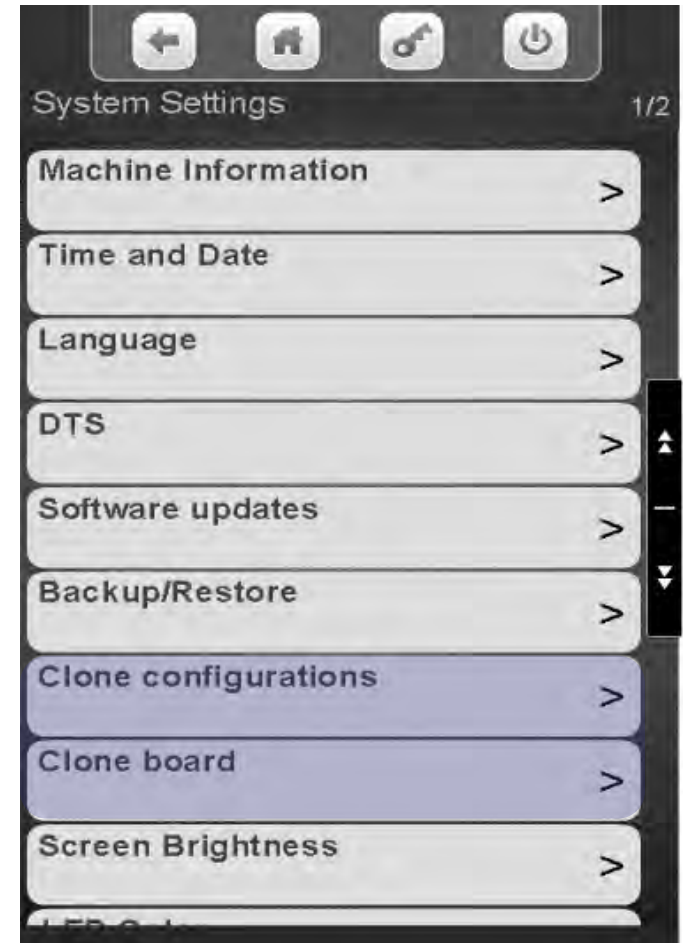 System Settings 1/2
Machine Information >
Time and Date >
Language >
DTS >
Software updates >
Backup/Restore >
Clone configurations >
Clone board >
Screen Brightness >